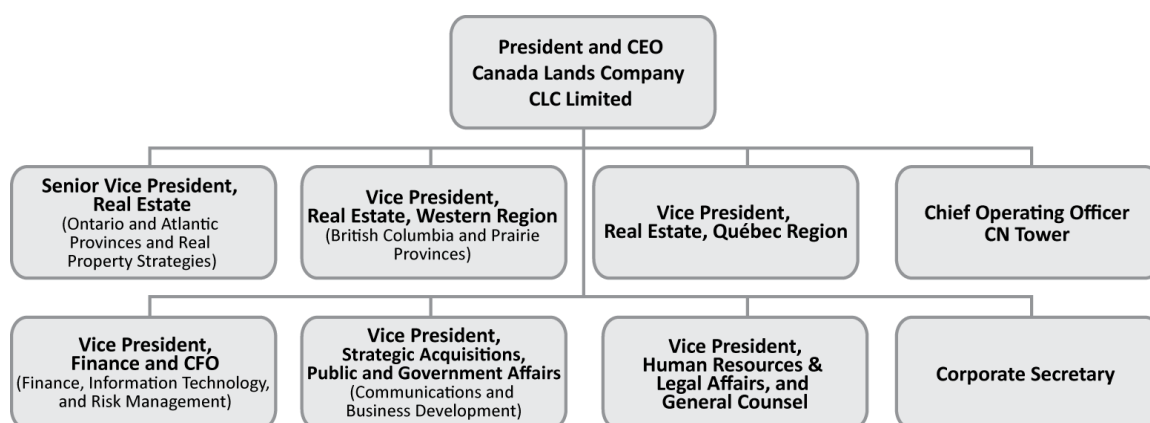 President and CEO
Canada Lands Company
CLC Limited
Senior Vice President,
Real Estate
(Ontario and Atlantic
Provinces and Real
Property Strategies)
Vice President,
Real Estate, Western Region
(British Columbia and Prairie
Provinces)
Vice President,
Real Estate, Québec Region
Chief Operating Officer
CN Tower
Vice President,
Finance and CFO
(Finance, Information Technology,
and Risk Management)
Vice President,
Strategic Acquisitions,
Public and Government Affairs
(Communications and
Business Development)
Vice President,
Human Resources &
Legal Affairs, and
General Counsel
Corporate Secretary